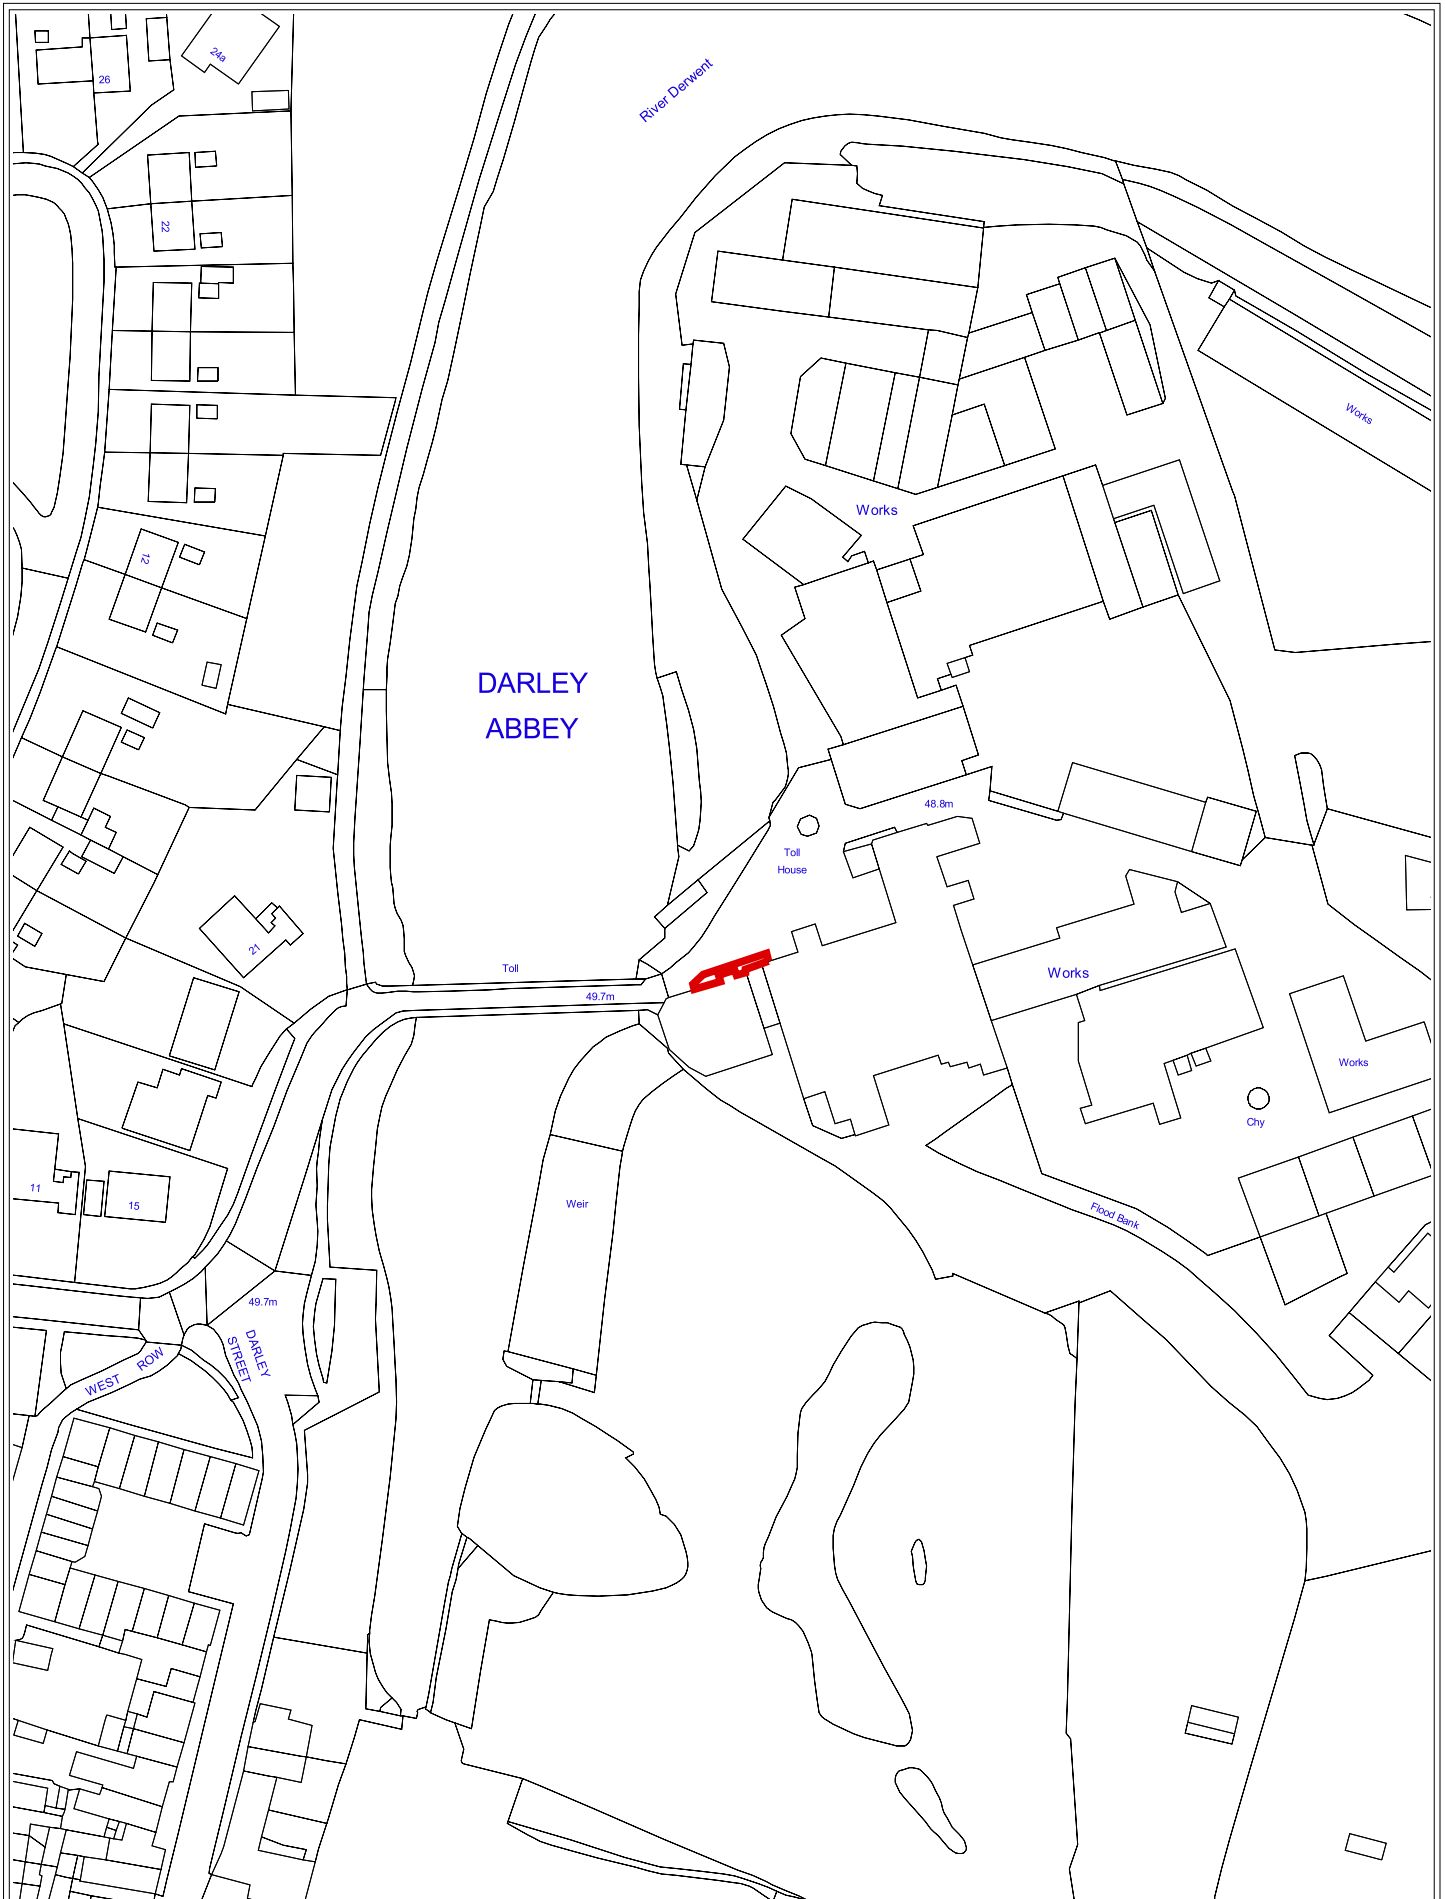 24a
26
River Derwent
22
Works
Works
12
DARLEY
ABBEY
48.8m
Toll
House
21
Toll
Works
49.7m
Works
Chy
11
15
Weir
Flood Bank
49.7m
DARLEY
STREET
WEST ROW